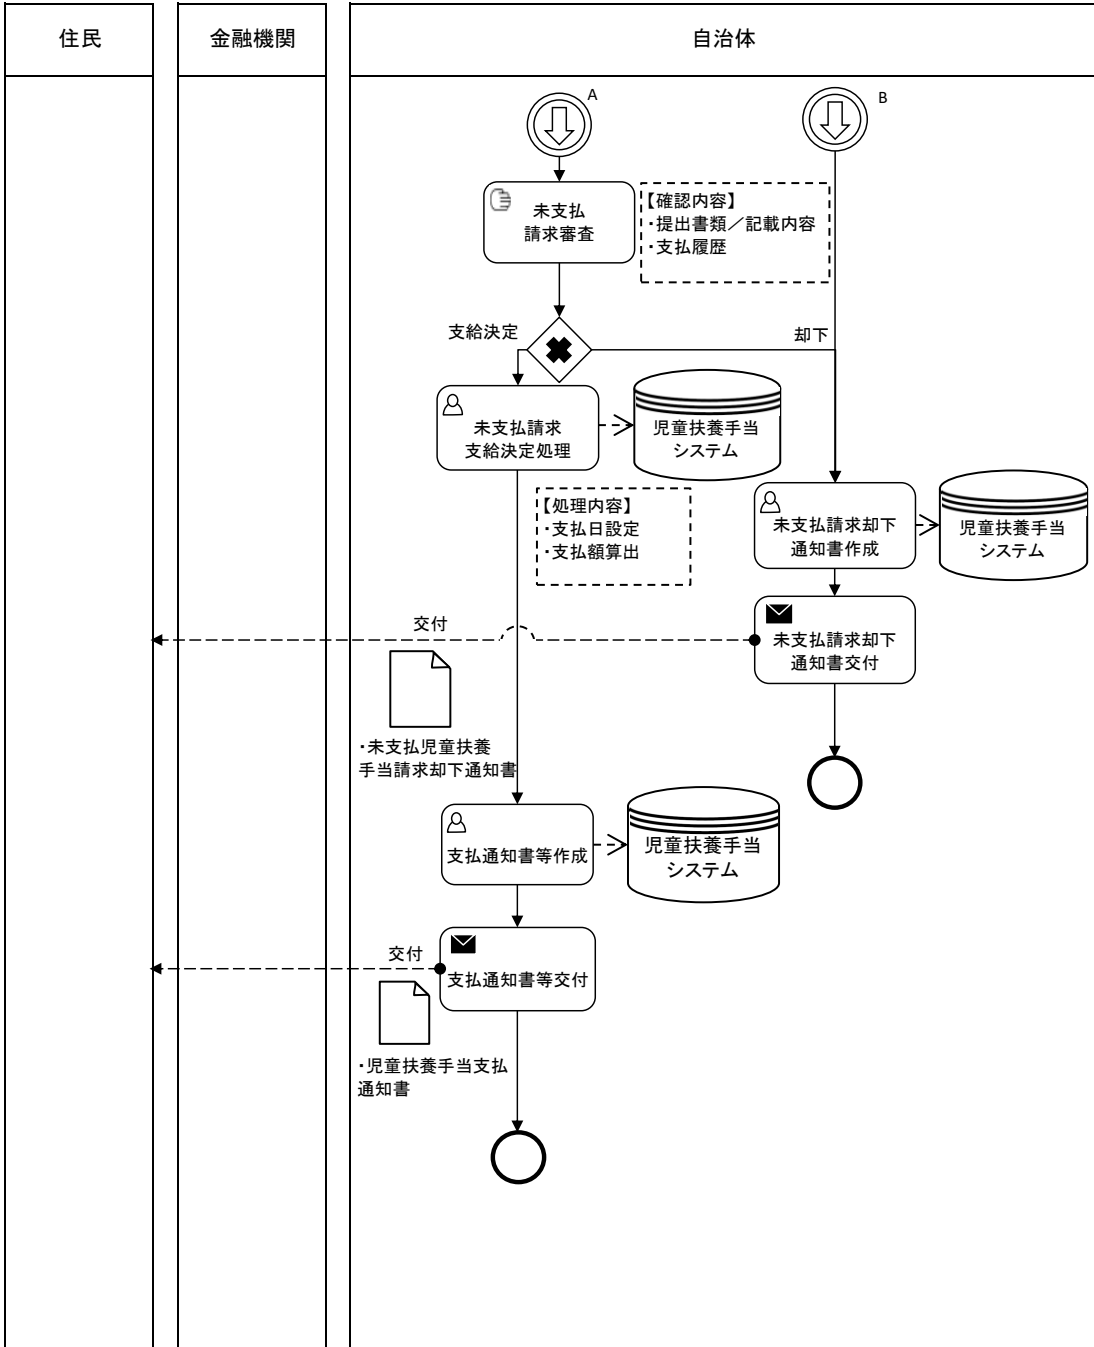 住民
金融機関
自治体
A
B
未支払
請求審査
【確認内容】
・提出書類／記載内容
・支払履歴
支給決定
却下
未支払請求
支給決定処理
児童扶養手当
システム
【処理内容】
・支払日設定
・支払額算出
未支払請求却下
通知書作成
児童扶養手当
システム
交付
未支払請求却下
通知書交付
・未支払児童扶養
手当請求却下通知書
支払通知書等作成
児童扶養手当
システム
交付
支払通知書等交付
・児童扶養手当支払
通知書